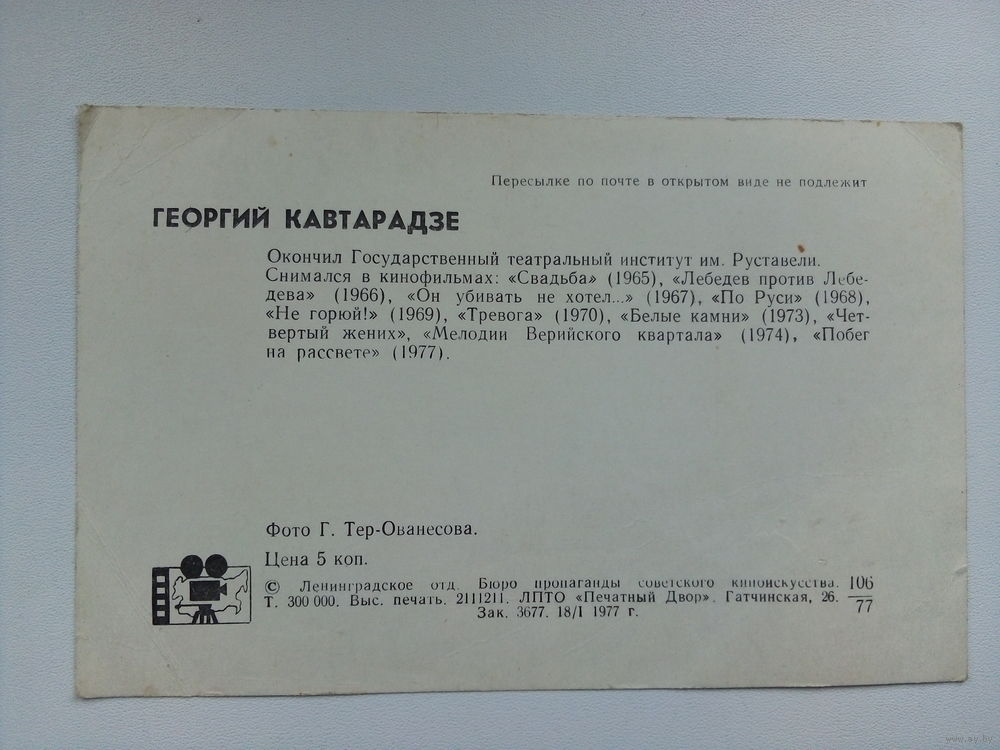 Пересылке по почте в открытом виде не подлежит
ГЕОРГИЙ КАВТАРАДЗЕ
Окончил Государственный театральный институт им. Руставели.
Снимался в кинофильмах: «Свадьба» (1965), «Лебедев против Лебе-
дева» (1966), «Он убивать не хотел...» (1967), «По Руси» (1968),
«Не горюй!» (1969), «Тревога» (1970), «Белые камни» (1973), «Чет-
вертый жених», «Мелодии Верийского квартала» (1974), «Побег
на рассвете» (1977).
Фото Г. Тер-Ованесова.
Цена 5 коп.
© Ленинградское отд. Бюро пропаганды советского киноискусства. 106
Т. 300 000. Выс. печать. 2111211. ЛПТО «Печатный Двор». Гатчинская, 26. 77
Зак. 3677. 18/I 1977 г.
www.ay.by